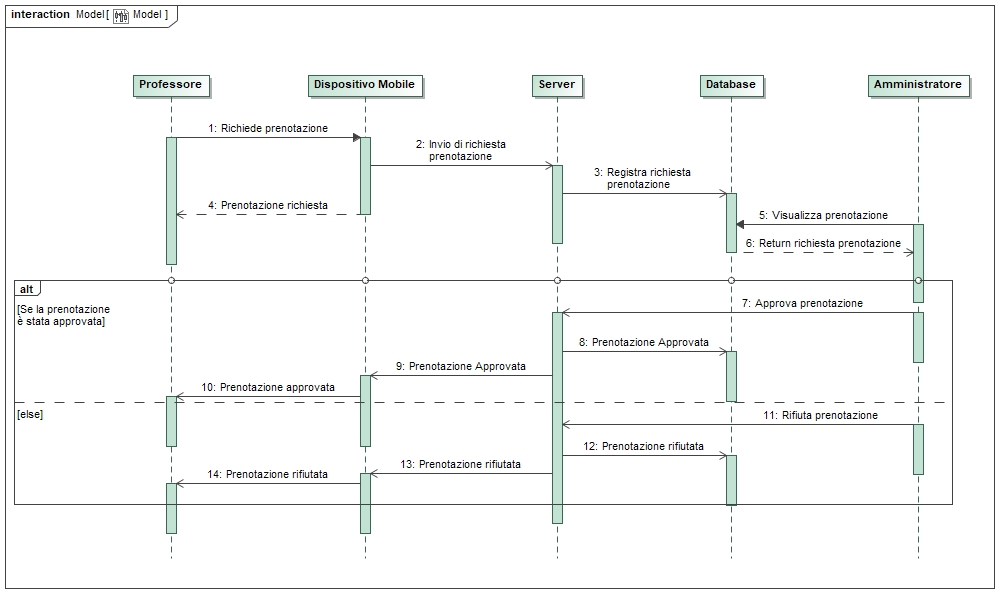 interaction Model[ Model ]
Professore
Dispositivo Mobile
Server
Database
Amministratore
1: Richiede prenotazione
2: Invio di richiesta
prenotazione
3: Registra richiesta
prenotazione
4: Prenotazione richiesta
5: Visualizza prenotazione
6: Return richiesta prenotazione
alt
[Se la prenotazione
è stata approvata]
7: Approva prenotazione
8: Prenotazione Approvata
9: Prenotazione Approvata
10: Prenotazione approvata
[else]
11: Rifiuta prenotazione
12: Prenotazione rifiutata
13: Prenotazione rifiutata
14: Prenotazione rifiutata